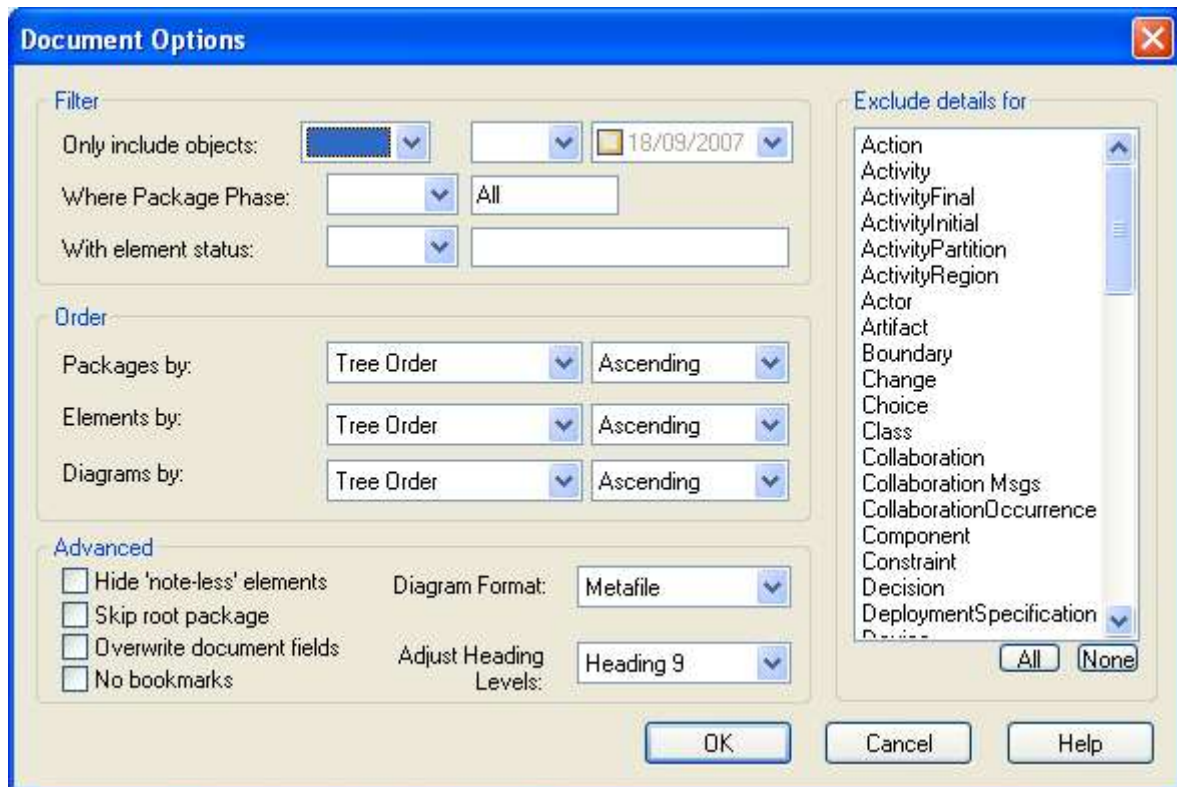 Document Options
Filter
Only include objects: 18/09/2007
Where Package Phase: All
With element status:
Order
Packages by: Tree Order Ascending
Elements by: Tree Order Ascending
Diagrams by: Tree Order Ascending
Advanced
Hide 'note-less' elements
Skip root package
Overwrite document fields
No bookmarks
Diagram Format: Metafile
Adjust Heading
Levels: Heading 9
Exclude details for
Action
Activity
ActivityFinal
ActivityInitial
ActivityPartition
ActivityRegion
Actor
Artifact
Boundary
Change
Choice
Class
Collaboration
Collaboration Msgs
CollaborationOccurrence
Component
Constraint
Decision
DeploymentSpecification
All None
OK Cancel Help